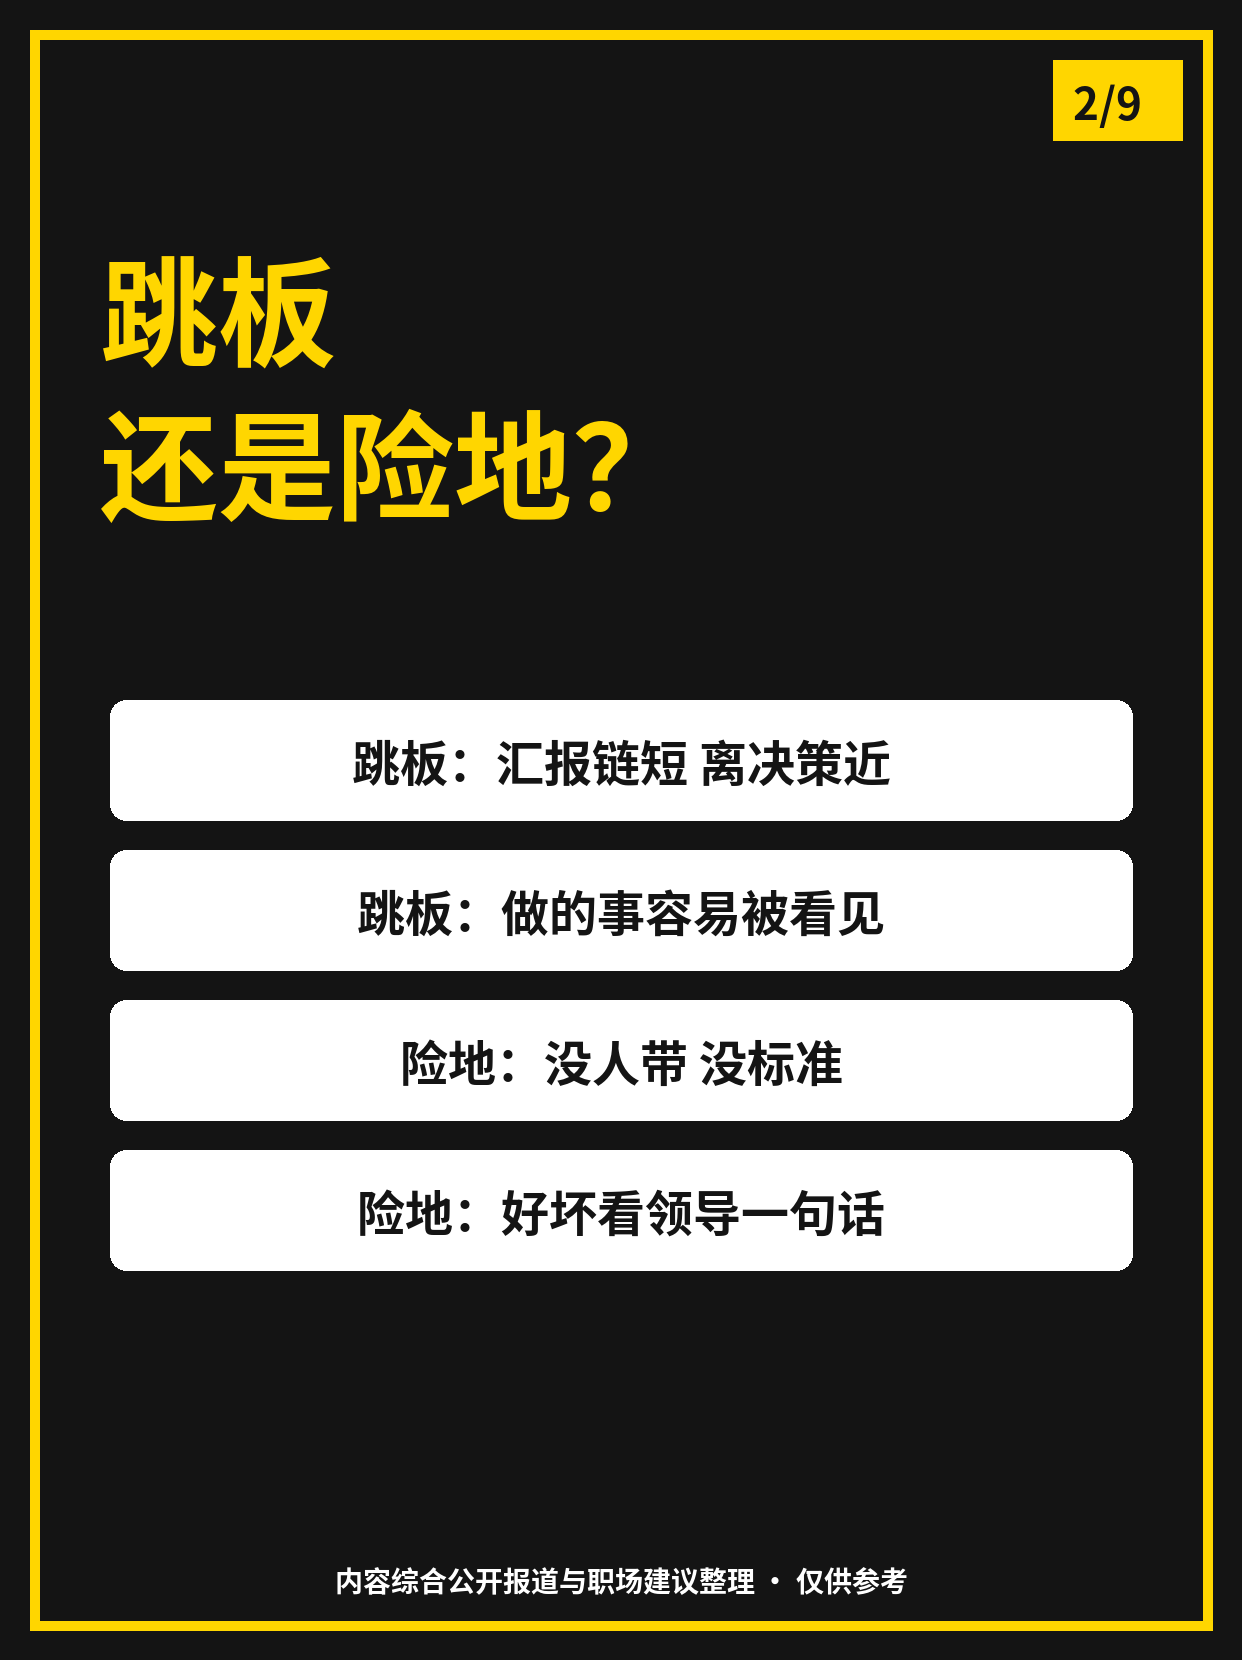 2/9
跳板
还是险地？
跳板：汇报链短 离决策近
跳板：做的事容易被看见
险地：没人带 没标准
险地：好坏看领导一句话
内容综合公开报道与职场建议整理 · 仅供参考